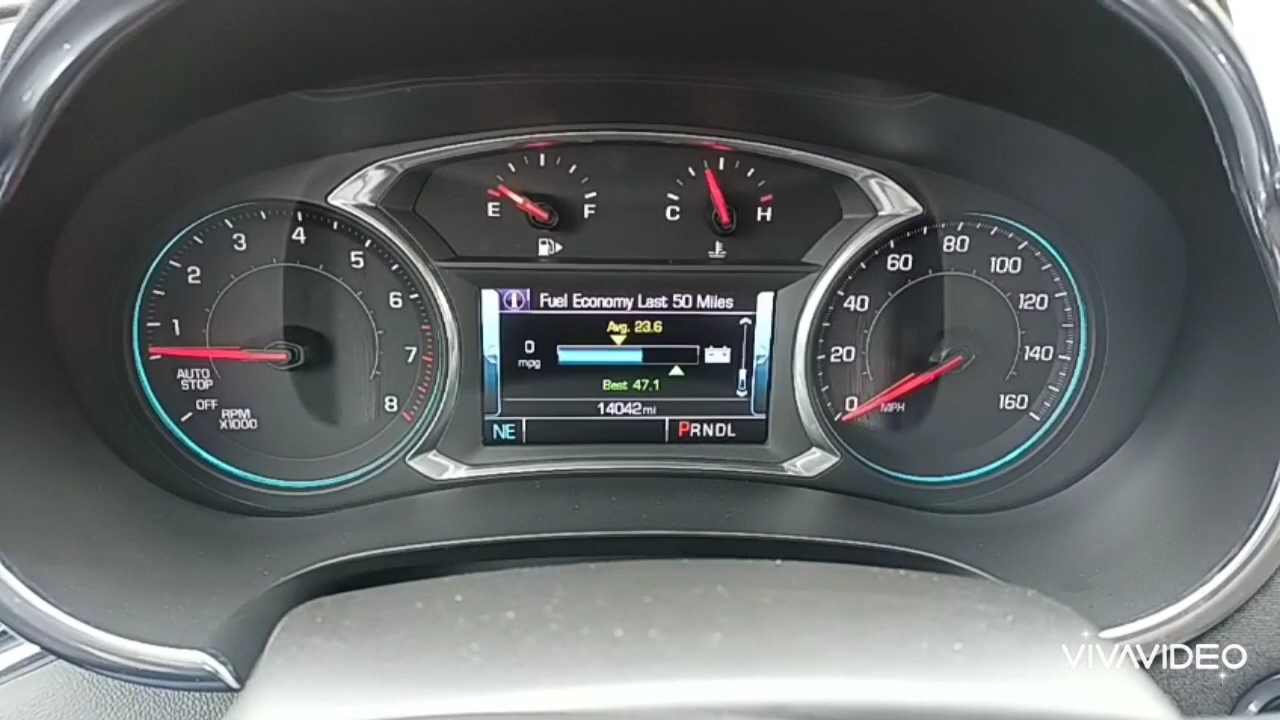 E F
C H
1 2 3 4 5 6 7 8
AUTO
STOP
OFF
RPM
X1000
Fuel Economy Last 50 Miles
Avg. 23.6
0
mpg
Best 47.1
14042mi
NE
PRNDL
0 20 40 60 80 100 120 140 160
MPH
VIVAVIDEO